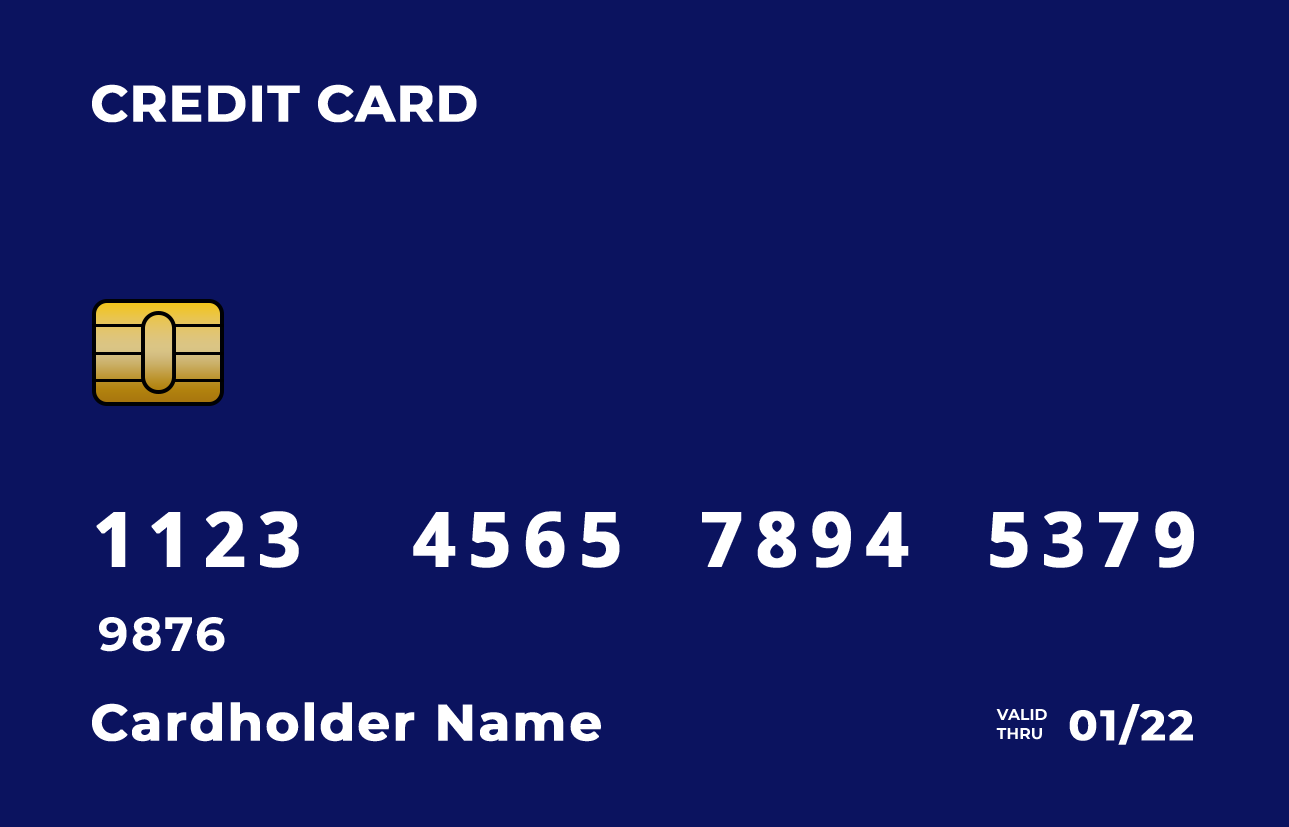 CREDIT CARD
1123 4565 7894 5379
9876
Cardholder Name
VALID
THRU
01/22